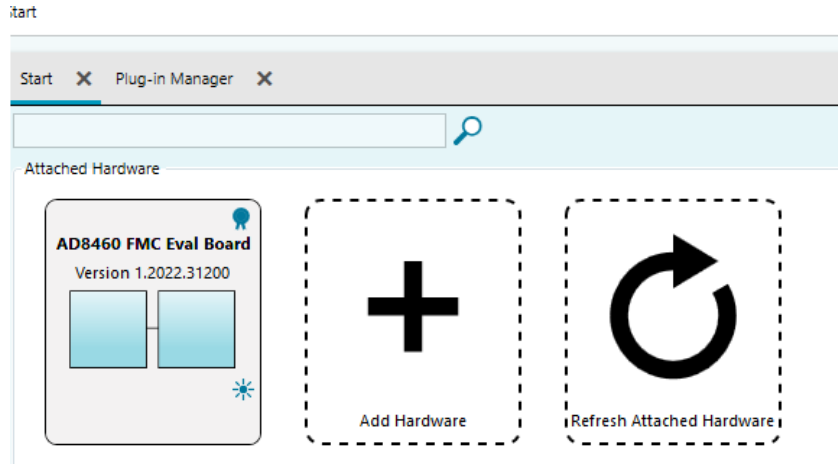 Start
Start Plug-in Manager
Attached Hardware
AD8460 FMC Eval Board
Version 1.2022.31200
Add Hardware
Refresh Attached Hardware